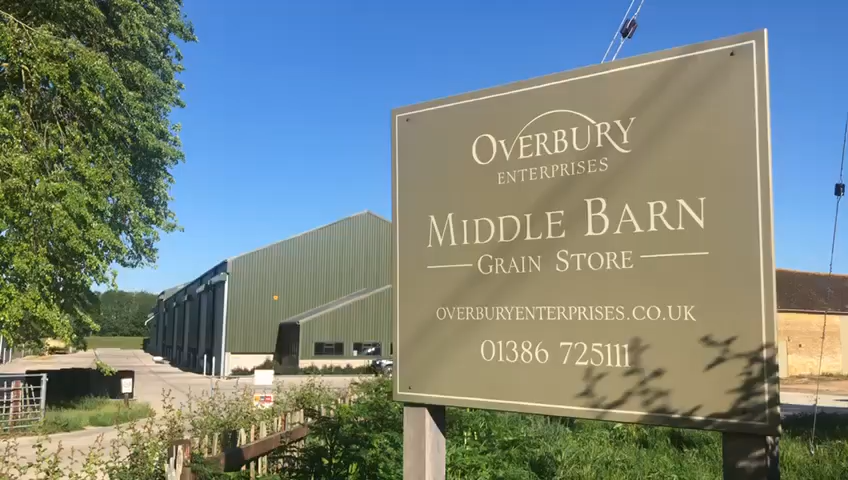 OVERBURY
ENTERPRISES
MIDDLE BARN
GRAIN STORE
OVERBURYENTERPRISES.CO.UK
01386 725111